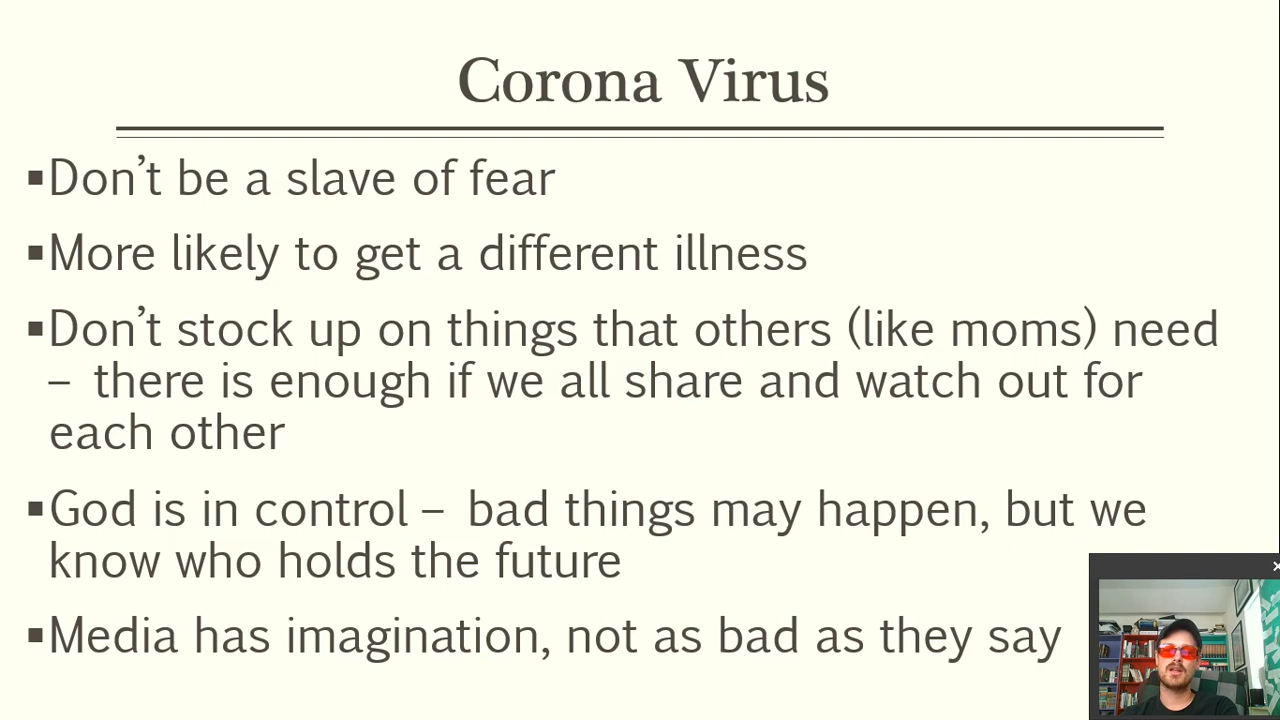 Corona Virus
▪Don’t be a slave of fear
▪More likely to get a different illness
▪Don’t stock up on things that others (like moms) need
– there is enough if we all share and watch out for
each other
▪God is in control – bad things may happen, but we
know who holds the future
▪Media has imagination, not as bad as they say